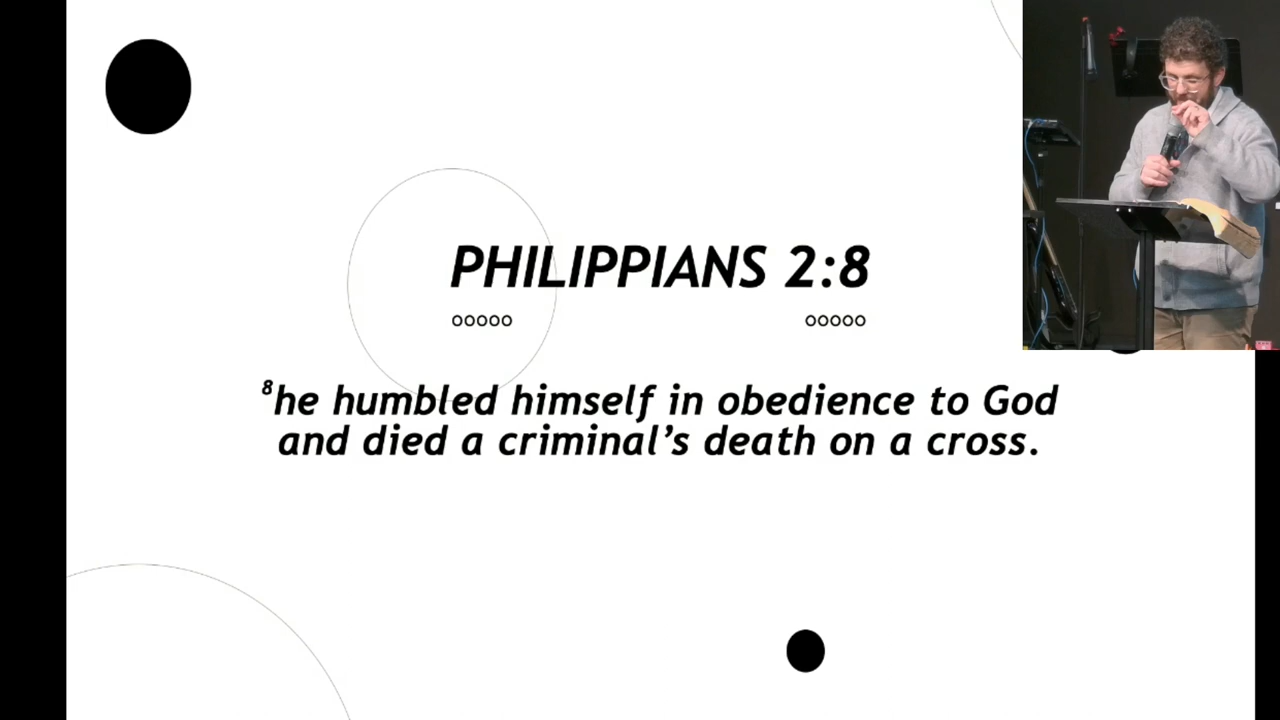 PHILIPPIANS 2:8
⁸he humbled himself in obedience to God
and died a criminal’s death on a cross.